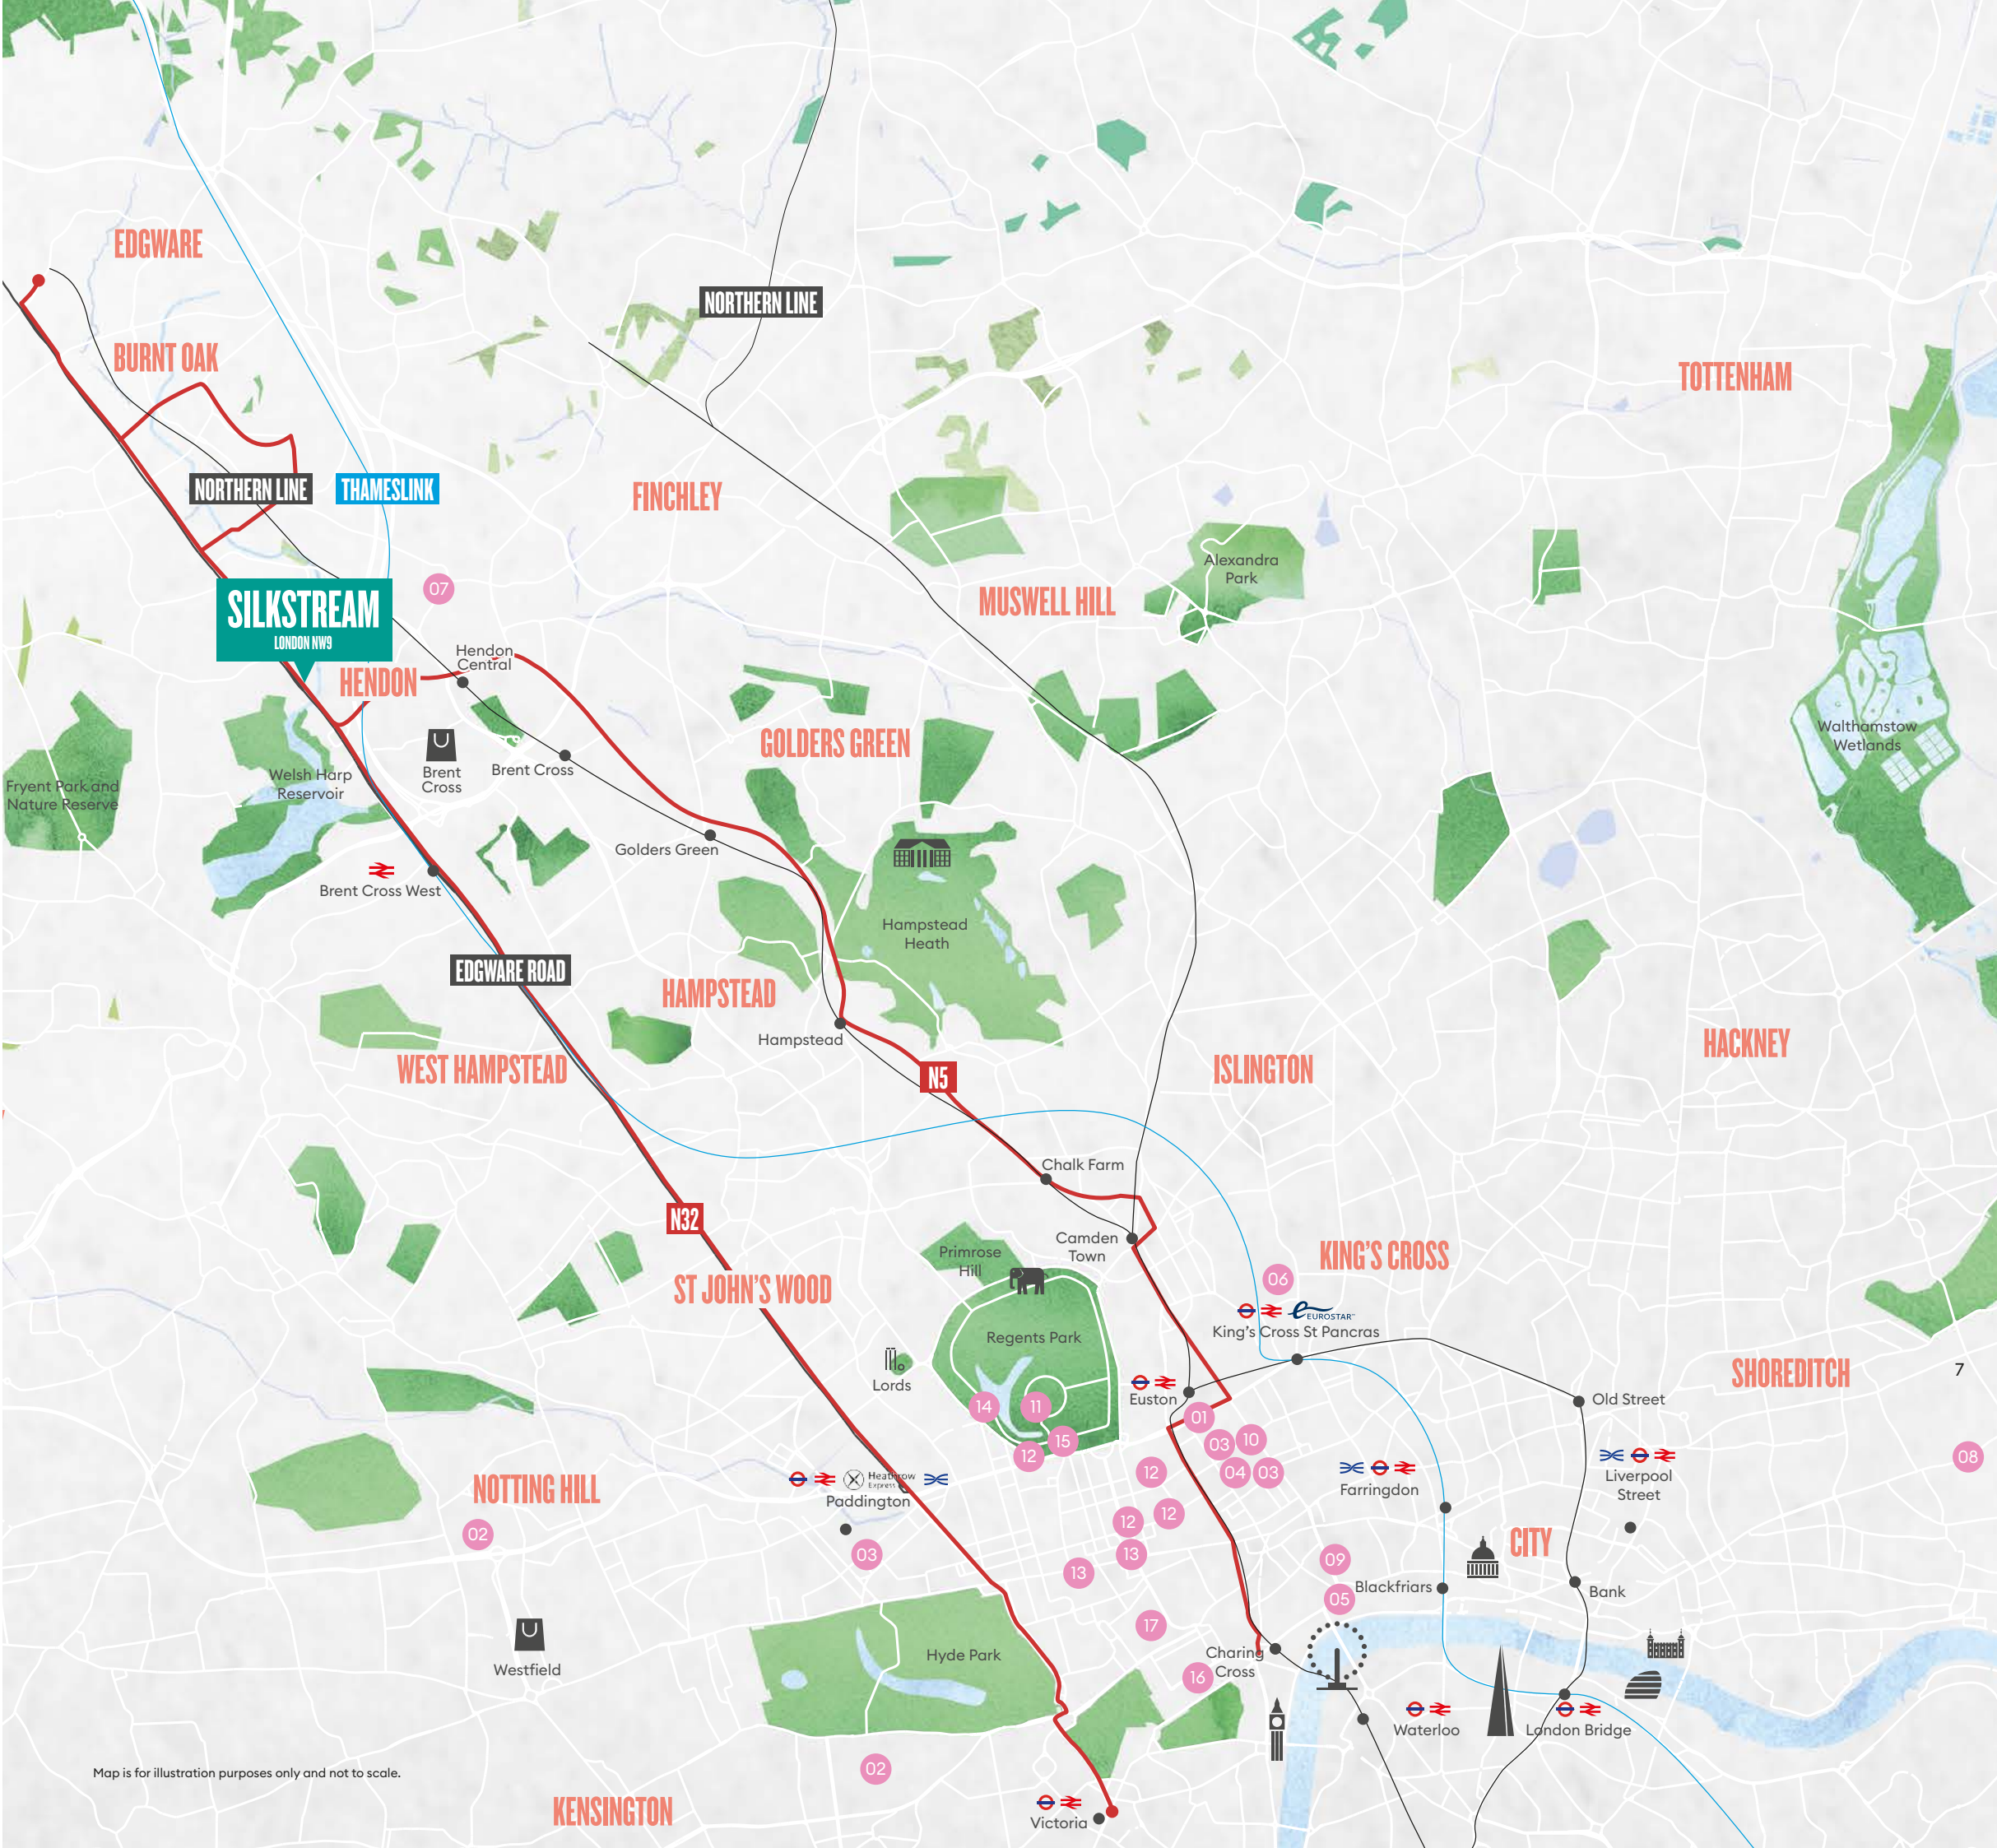 EDGWARE
NORTHERN LINE
BURNT OAK
TOTTENHAM
NORTHERN LINE
THAMESLINK
FINCHLEY
Alexandra
Park
07
SILKSTREAM
LONDON NW9
MUSWELL HILL
Hendon
Central
HENDON
GOLDERS GREEN
Walthamstow
Wetlands
Brent
Cross
Brent Cross
Welsh Harp
Reservoir
Fryent Park and
Nature Reserve
Golders Green
Brent Cross West
Hampstead
Heath
EDGWARE ROAD
HAMPSTEAD
Hampstead
HACKNEY
WEST HAMPSTEAD
N5
ISLINGTON
Chalk Farm
N32
Camden
Town
Primrose
Hill
KING'S CROSS
06
ST JOHN'S WOOD
EUROSTAR
King's Cross St Pancras
Regents Park
Lords
SHOREDITCH
7
Euston
Old Street
14
11
01
15
12
03
10
08
12
04
03
Liverpool
Street
Farringdon
Heathrow
Express
Paddington
NOTTING HILL
02
12
12
03
13
13
09
CITY
05
Blackfriars
Bank
17
Westfield
Hyde Park
Charing
Cross
16
Waterloo
London Bridge
02
Map is for illustration purposes only and not to scale.
KENSINGTON
Victoria